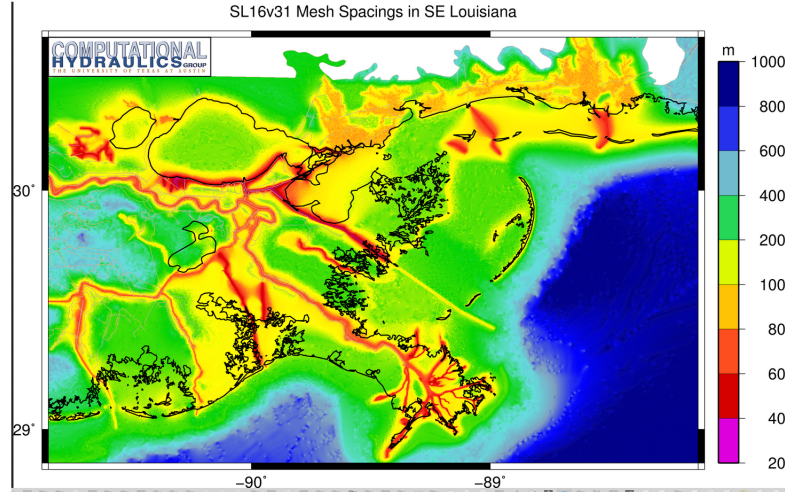 SL16v31 Mesh Spacings in SE Louisiana
COMPUTATIONAL
HYDRAULICS GROUP
THE UNIVERSITY OF TEXAS AT AUSTIN
m
1000
800
600
400
200
100
80
60
40
20
30°
29°
-90°
-89°